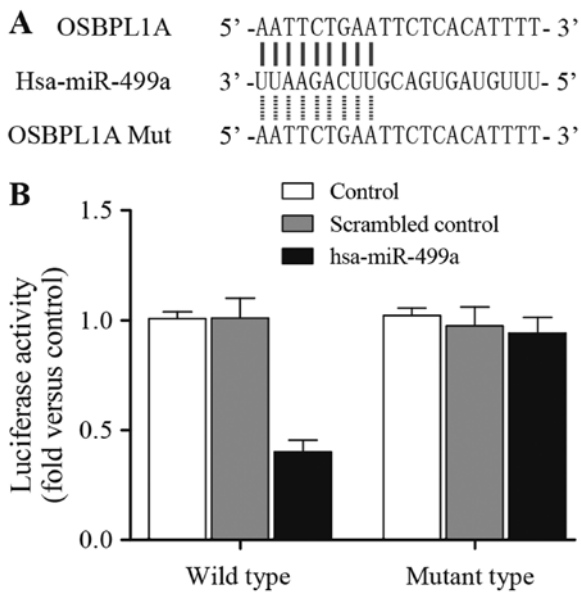 A
OSBPL1A 5’ -AATTCTGAATTCTCACATTTT- 3’
Hsa-miR-499a 3’ -UUAAGACUUGCAGUGAUGUUU- 5’
OSBPL1A Mut 5’ -AATTCTGAATTCTCACATTTT- 3’
B
Control
Scrambled control
hsa-miR-499a
Luciferase activity
(fold versus control)
1.5
1.0
0.5
0.0
Wild type Mutant type